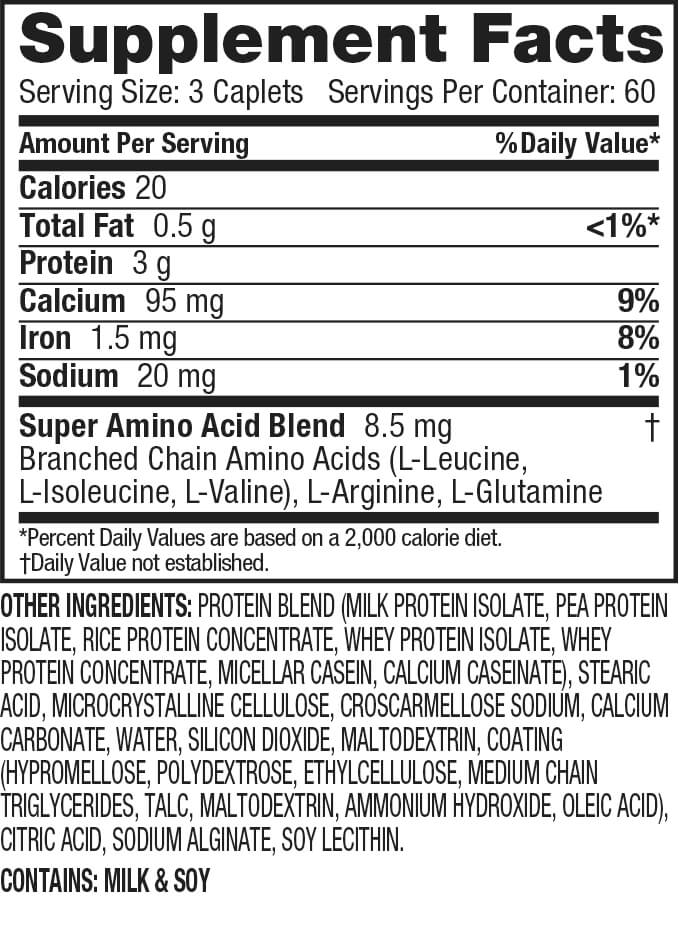 Supplement Facts
Serving Size: 3 Caplets Servings Per Container: 60
Amount Per Serving %Daily Value*
Calories 20
Total Fat 0.5 g <1%*
Protein 3 g
Calcium 95 mg 9%
Iron 1.5 mg 8%
Sodium 20 mg 1%
Super Amino Acid Blend 8.5 mg †
Branched Chain Amino Acids (L-Leucine,
L-Isoleucine, L-Valine), L-Arginine, L-Glutamine
*Percent Daily Values are based on a 2,000 calorie diet.
†Daily Value not established.
OTHER INGREDIENTS: PROTEIN BLEND (MILK PROTEIN ISOLATE, PEA PROTEIN
ISOLATE, RICE PROTEIN CONCENTRATE, WHEY PROTEIN ISOLATE, WHEY
PROTEIN CONCENTRATE, MICELLAR CASEIN, CALCIUM CASEINATE), STEARIC
ACID, MICROCRYSTALLINE CELLULOSE, CROSCARMELLOSE SODIUM, CALCIUM
CARBONATE, WATER, SILICON DIOXIDE, MALTODEXTRIN, COATING
(HYPROMELLOSE, POLYDEXTROSE, ETHYLCELLULOSE, MEDIUM CHAIN
TRIGLYCERIDES, TALC, MALTODEXTRIN, AMMONIUM HYDROXIDE, OLEIC ACID),
CITRIC ACID, SODIUM ALGINATE, SOY LECITHIN.
CONTAINS: MILK & SOY